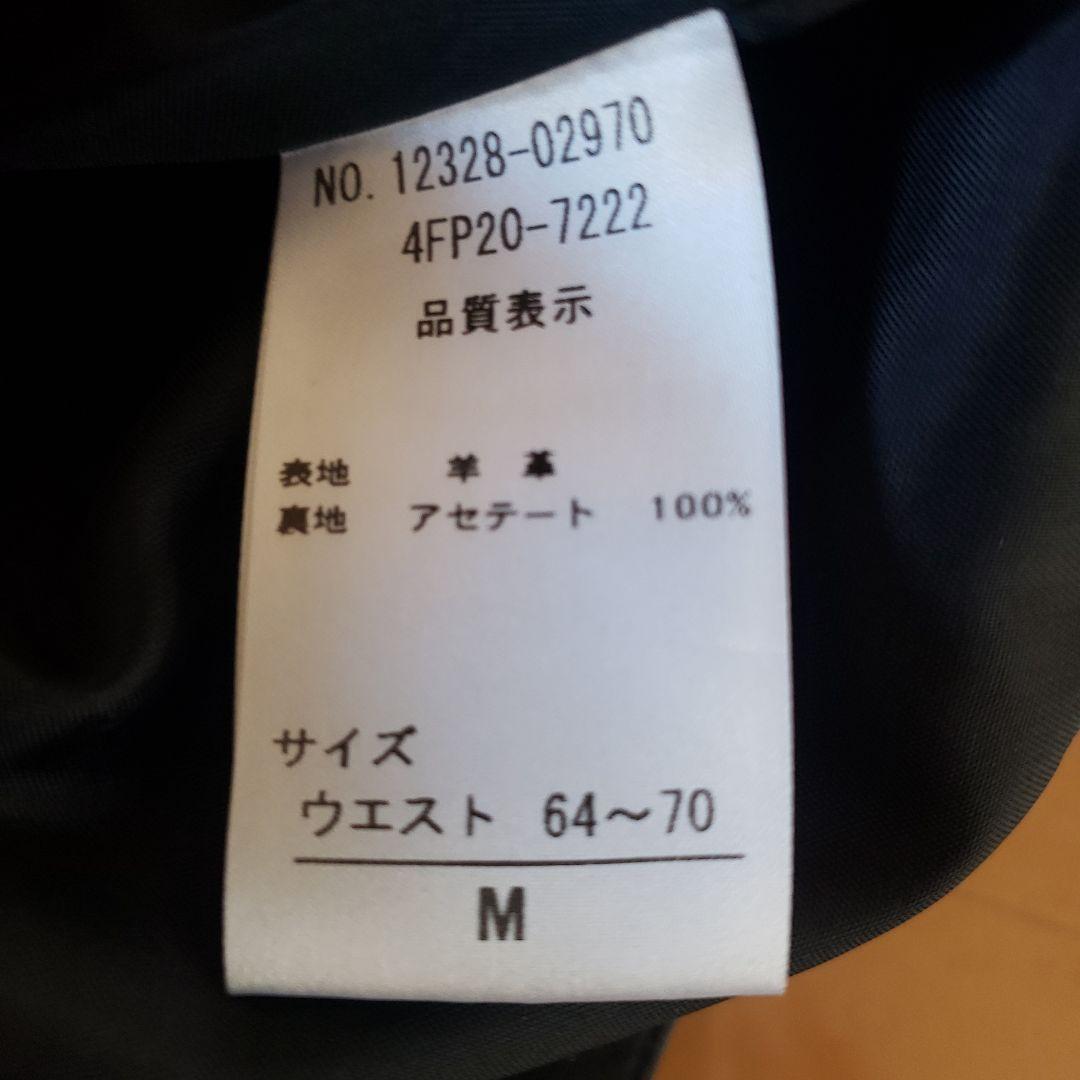 NO. 12328-02970
4FP20-7222
品質表示
表地 羊 革
裏地 アセテート 100%
サイズ
ウエスト 64～70
M